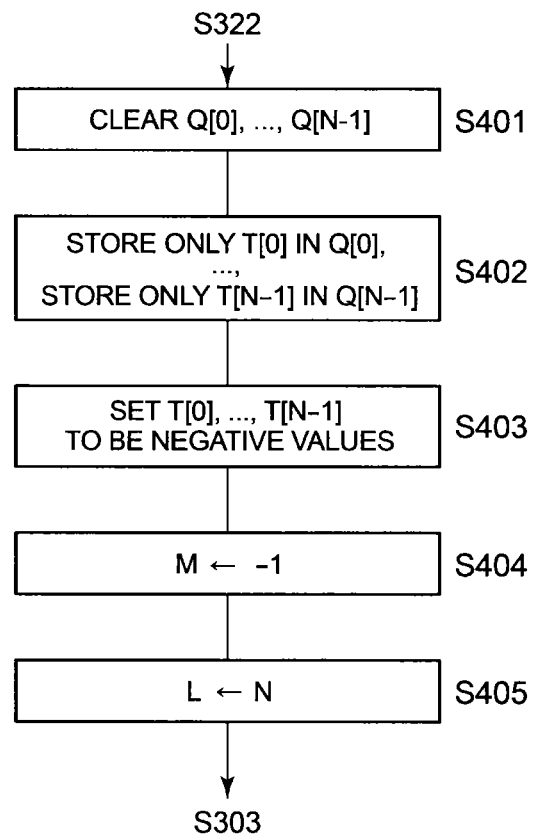 S322
CLEAR Q[0], ..., Q[N-1]
S401
STORE ONLY T[0] IN Q[0],
...,
STORE ONLY T[N-1] IN Q[N-1]
S402
SET T[0], ..., T[N-1]
TO BE NEGATIVE VALUES
S403
M ← -1
S404
L ← N
S405
S303